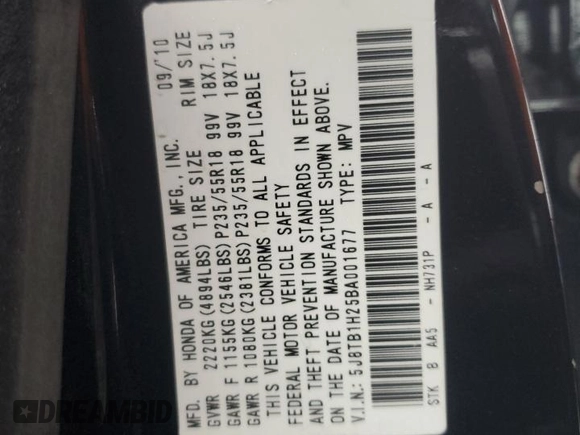 MFD. BY HONDA OF AMERICA MFG., INC. 09/10
GVWR 2220KG(4894LBS) TIRE SIZE RIM SIZE
GAWR F 1155KG(2546LBS)P235/55R18 99V 18X7.5J
GAWR R 1080KG(2381LBS)P235/55R18 99V 18X7.5J
THIS VEHICLE CONFORMS TO ALL APPLICABLE
FEDERAL MOTOR VEHICLE SAFETY
AND THEFT PREVENTION STANDARDS IN EFFECT
ON THE DATE OF MANUFACTURE SHOWN ABOVE.
V.I.N.: 5J8TB1H25BA001677 TYPE: MPV
STK 8 AA5 - NH731P - A - A
DREAMBID